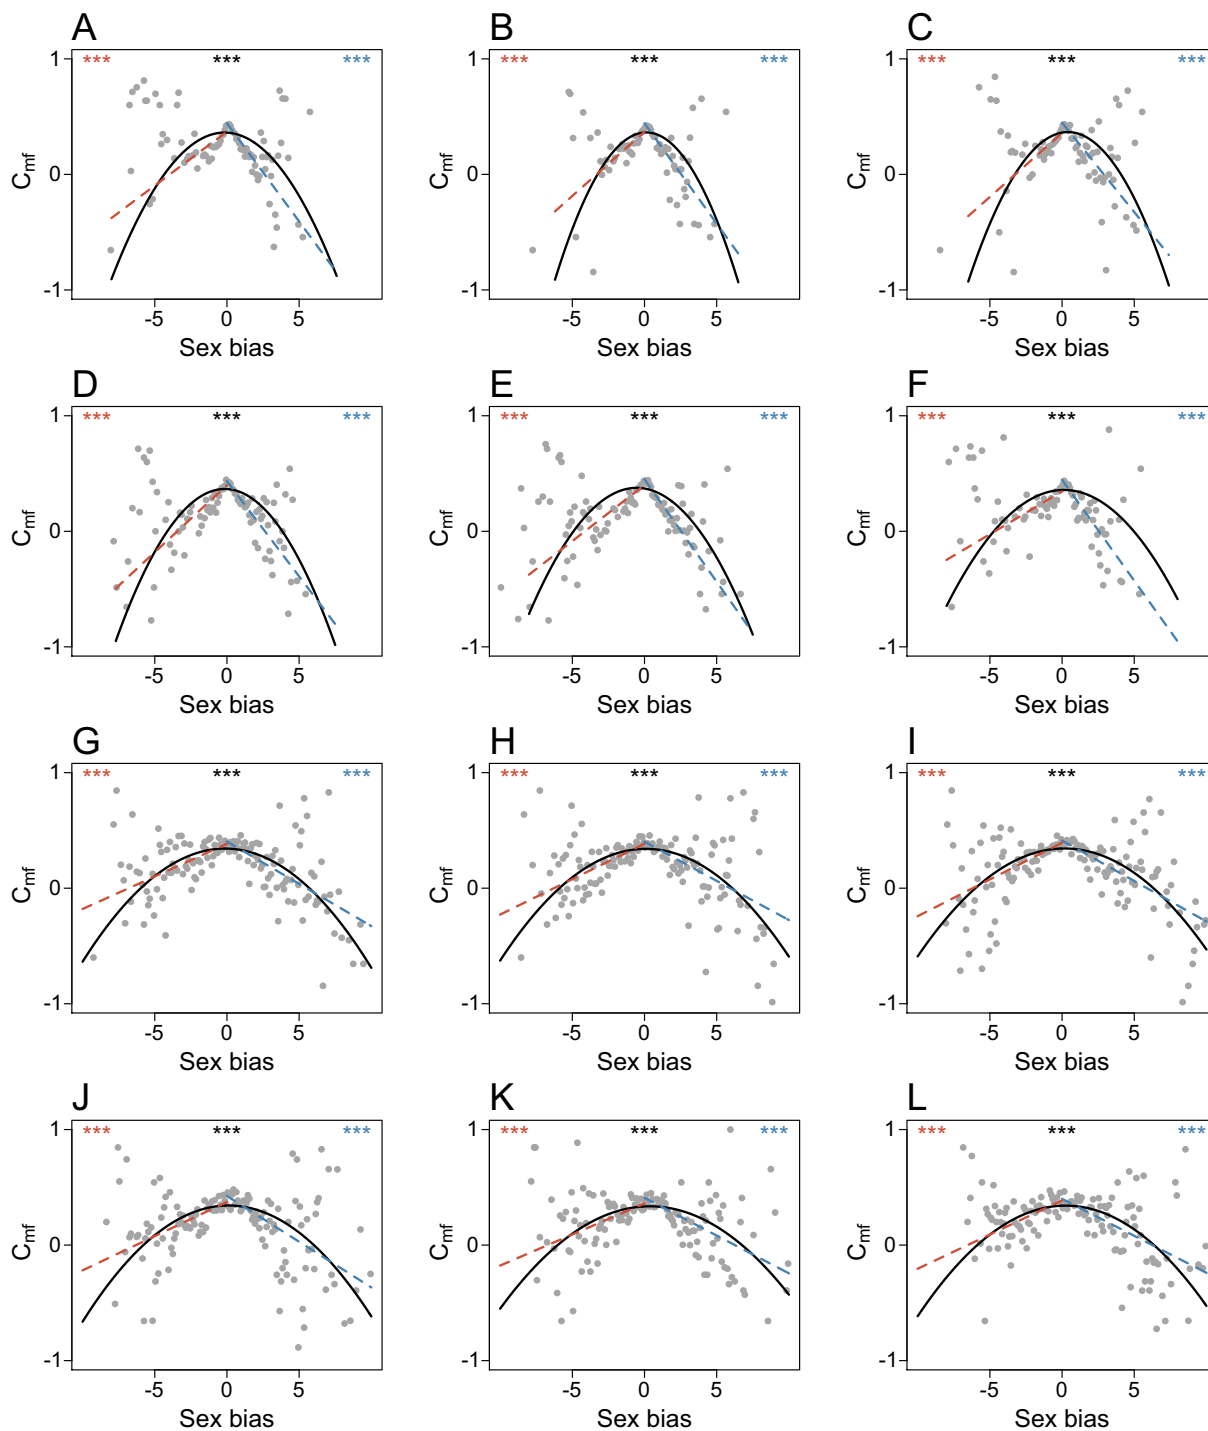 A B C
*** *** *** *** *** *** *** *** ***
1 1 1
0 0 0
-1 -1 -1
Cmf Cmf Cmf
-5 0 5 -5 0 5 -5 0 5
Sex bias Sex bias Sex bias
D E F
*** *** *** *** *** *** *** *** ***
1 1 1
0 0 0
-1 -1 -1
Cmf Cmf Cmf
-5 0 5 -5 0 5 -5 0 5
Sex bias Sex bias Sex bias
G H I
*** *** *** *** *** *** *** *** ***
1 1 1
0 0 0
-1 -1 -1
Cmf Cmf Cmf
-5 0 5 -5 0 5 -5 0 5
Sex bias Sex bias Sex bias
J K L
*** *** *** *** *** *** *** *** ***
1 1 1
0 0 0
-1 -1 -1
Cmf Cmf Cmf
-5 0 5 -5 0 5 -5 0 5
Sex bias Sex bias Sex bias